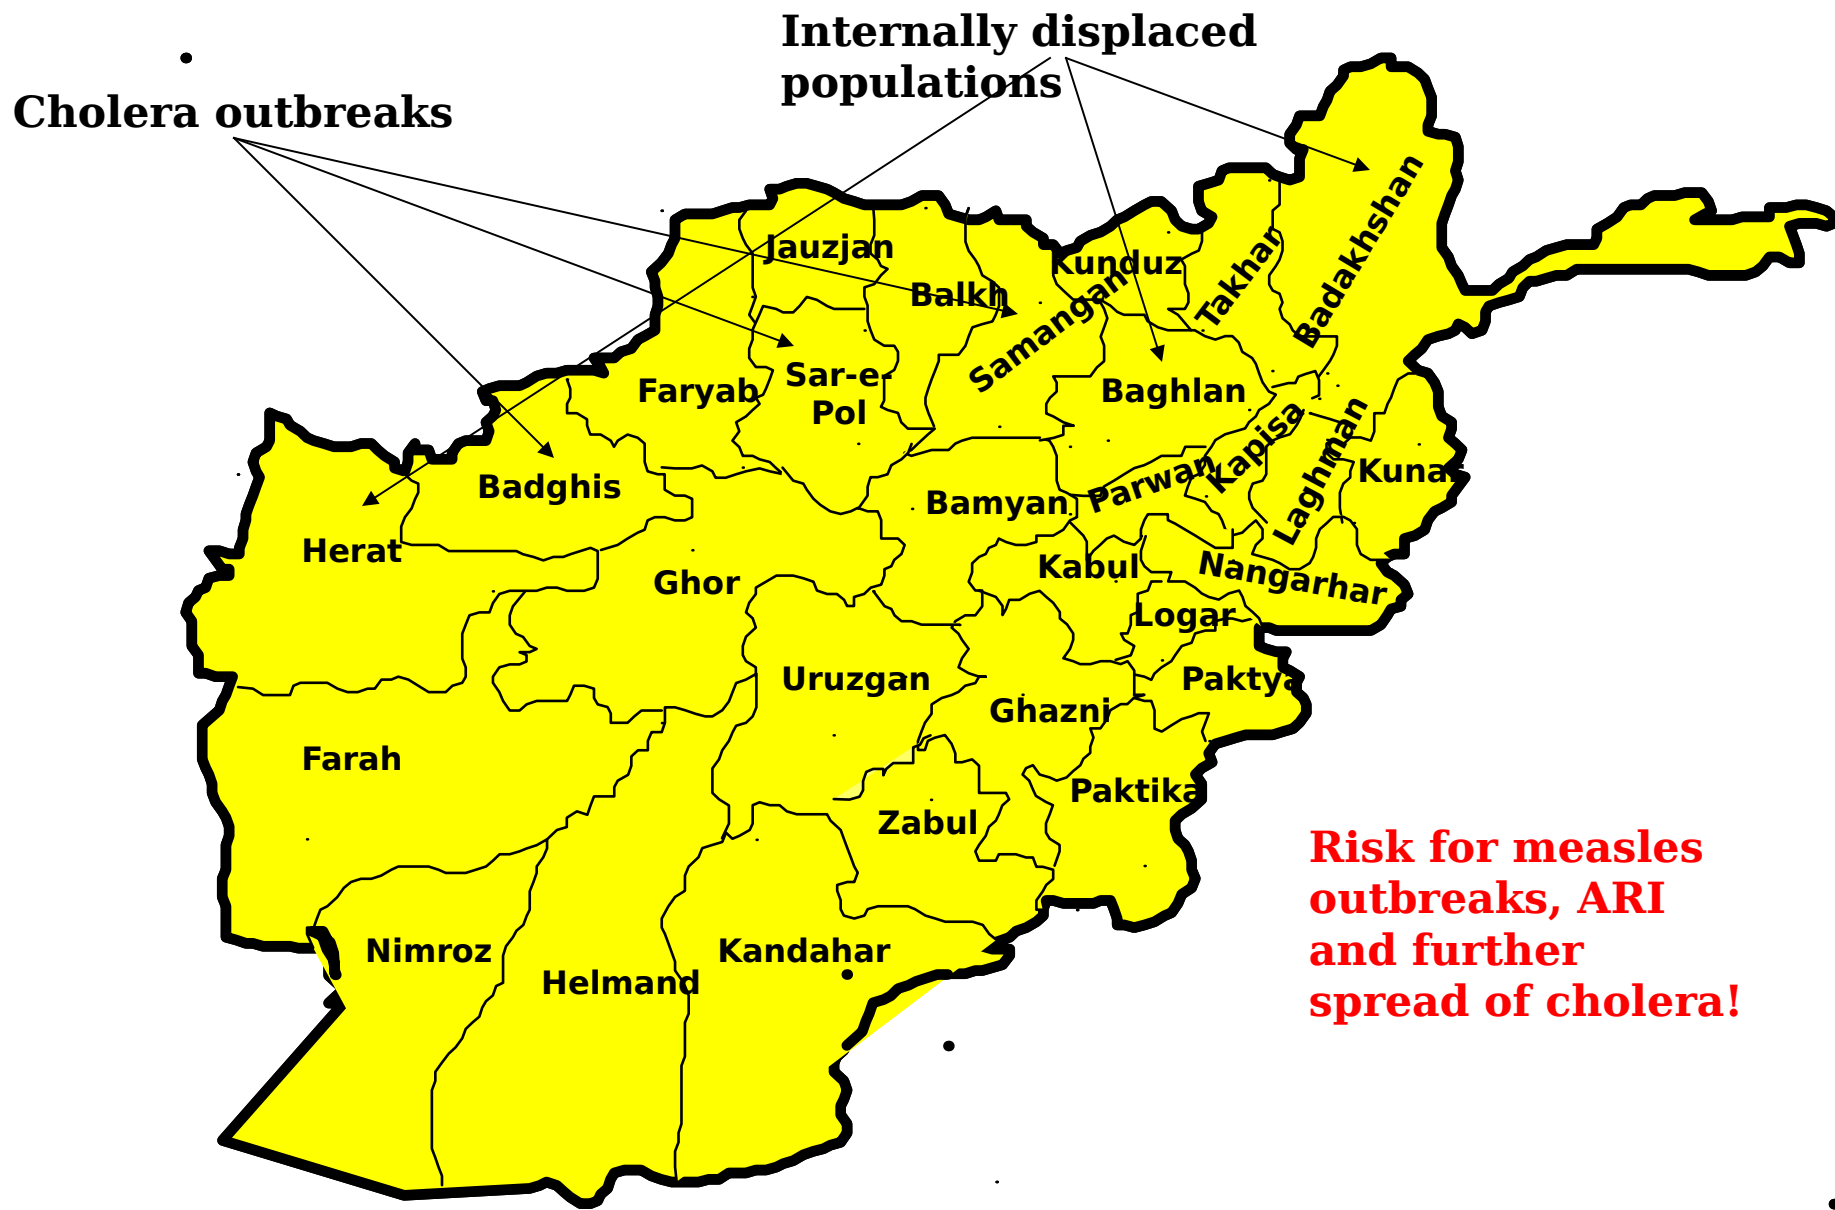 Internally displaced
populations
Cholera outbreaks
Jauzjan
Balkh
Kunduz
Samangan
Takhar
Badakhshan
Faryab
Sar-e-
Pol
Baghlan
Kapisa
Laghman
Kunar
Parwan
Badghis
Bamyan
Herat
Ghor
Kabul
Nangarhar
Logar
Uruzgan
Paktya
Ghazni
Farah
Paktika
Zabul
Nimroz
Helmand
Kandahar
Risk for measles
outbreaks, ARI
and further
spread of cholera!